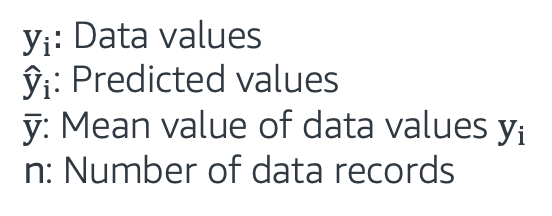 yᵢ: Data values
ŷᵢ: Predicted values
ȳ: Mean value of data values yᵢ
n: Number of data records